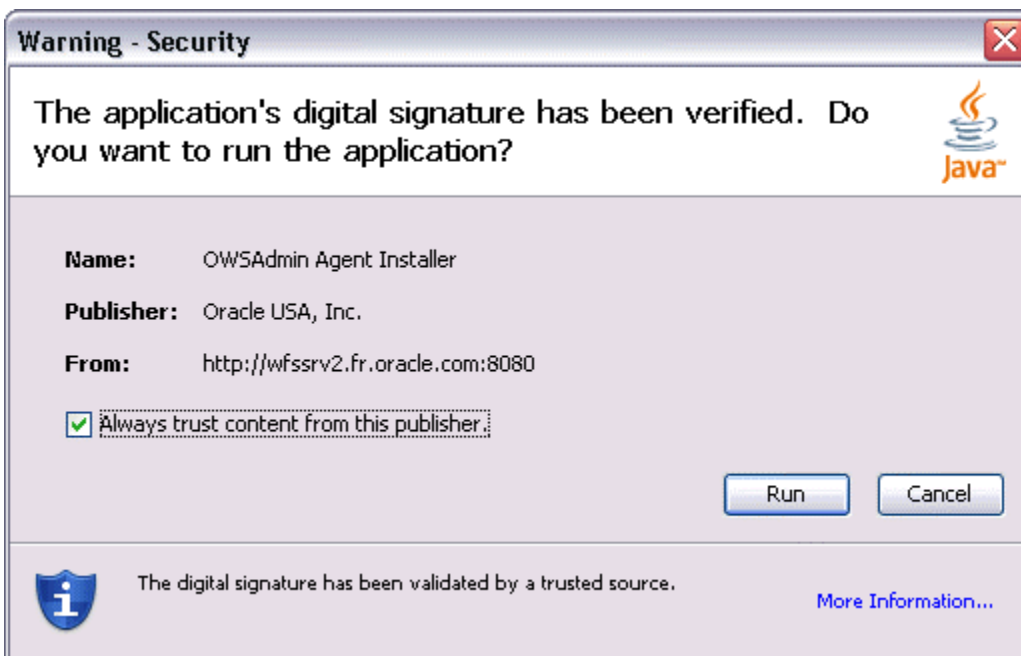 Warning - Security
The application's digital signature has been verified.  Do
you want to run the application?
Java™
Name: OWSAdmin Agent Installer
Publisher: Oracle USA, Inc.
From: http://wfssrv2.fr.oracle.com:8080
Always trust content from this publisher.
Run Cancel
The digital signature has been validated by a trusted source.
More Information...